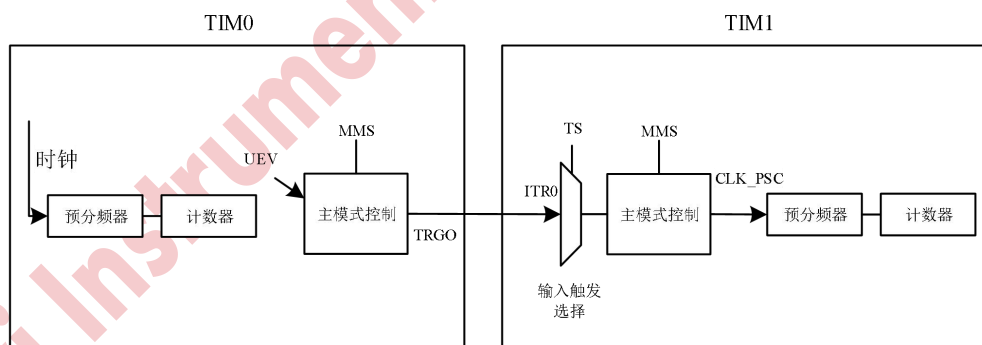 TIM0
TIM1
时钟
UEV
MMS
预分频器
计数器
主模式控制
TRGO
ITR0
TS
MMS
CLK_PSC
主模式控制
预分频器
计数器
输入触发
选择
i Instrument